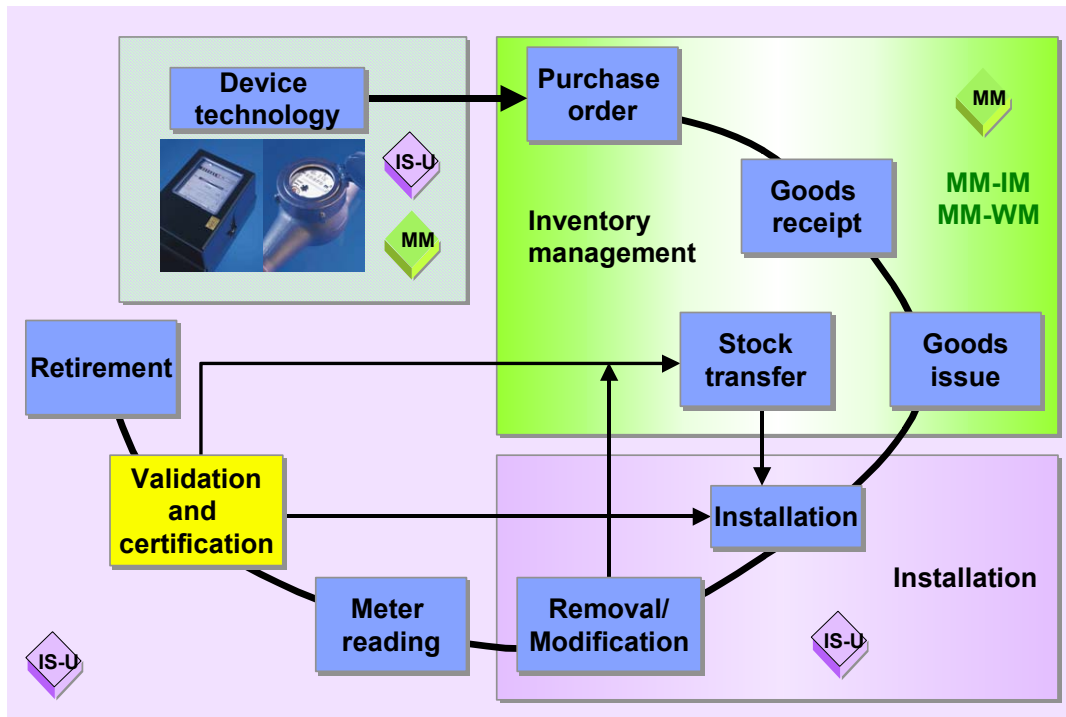 Device
technology
IS-U
MM
Purchase
order
MM
Goods
receipt
MM-IM
MM-WM
Inventory
management
Retirement
Stock
transfer
Goods
issue
Validation
and
certification
Installation
Installation
Meter
reading
Removal/
Modification
IS-U
IS-U